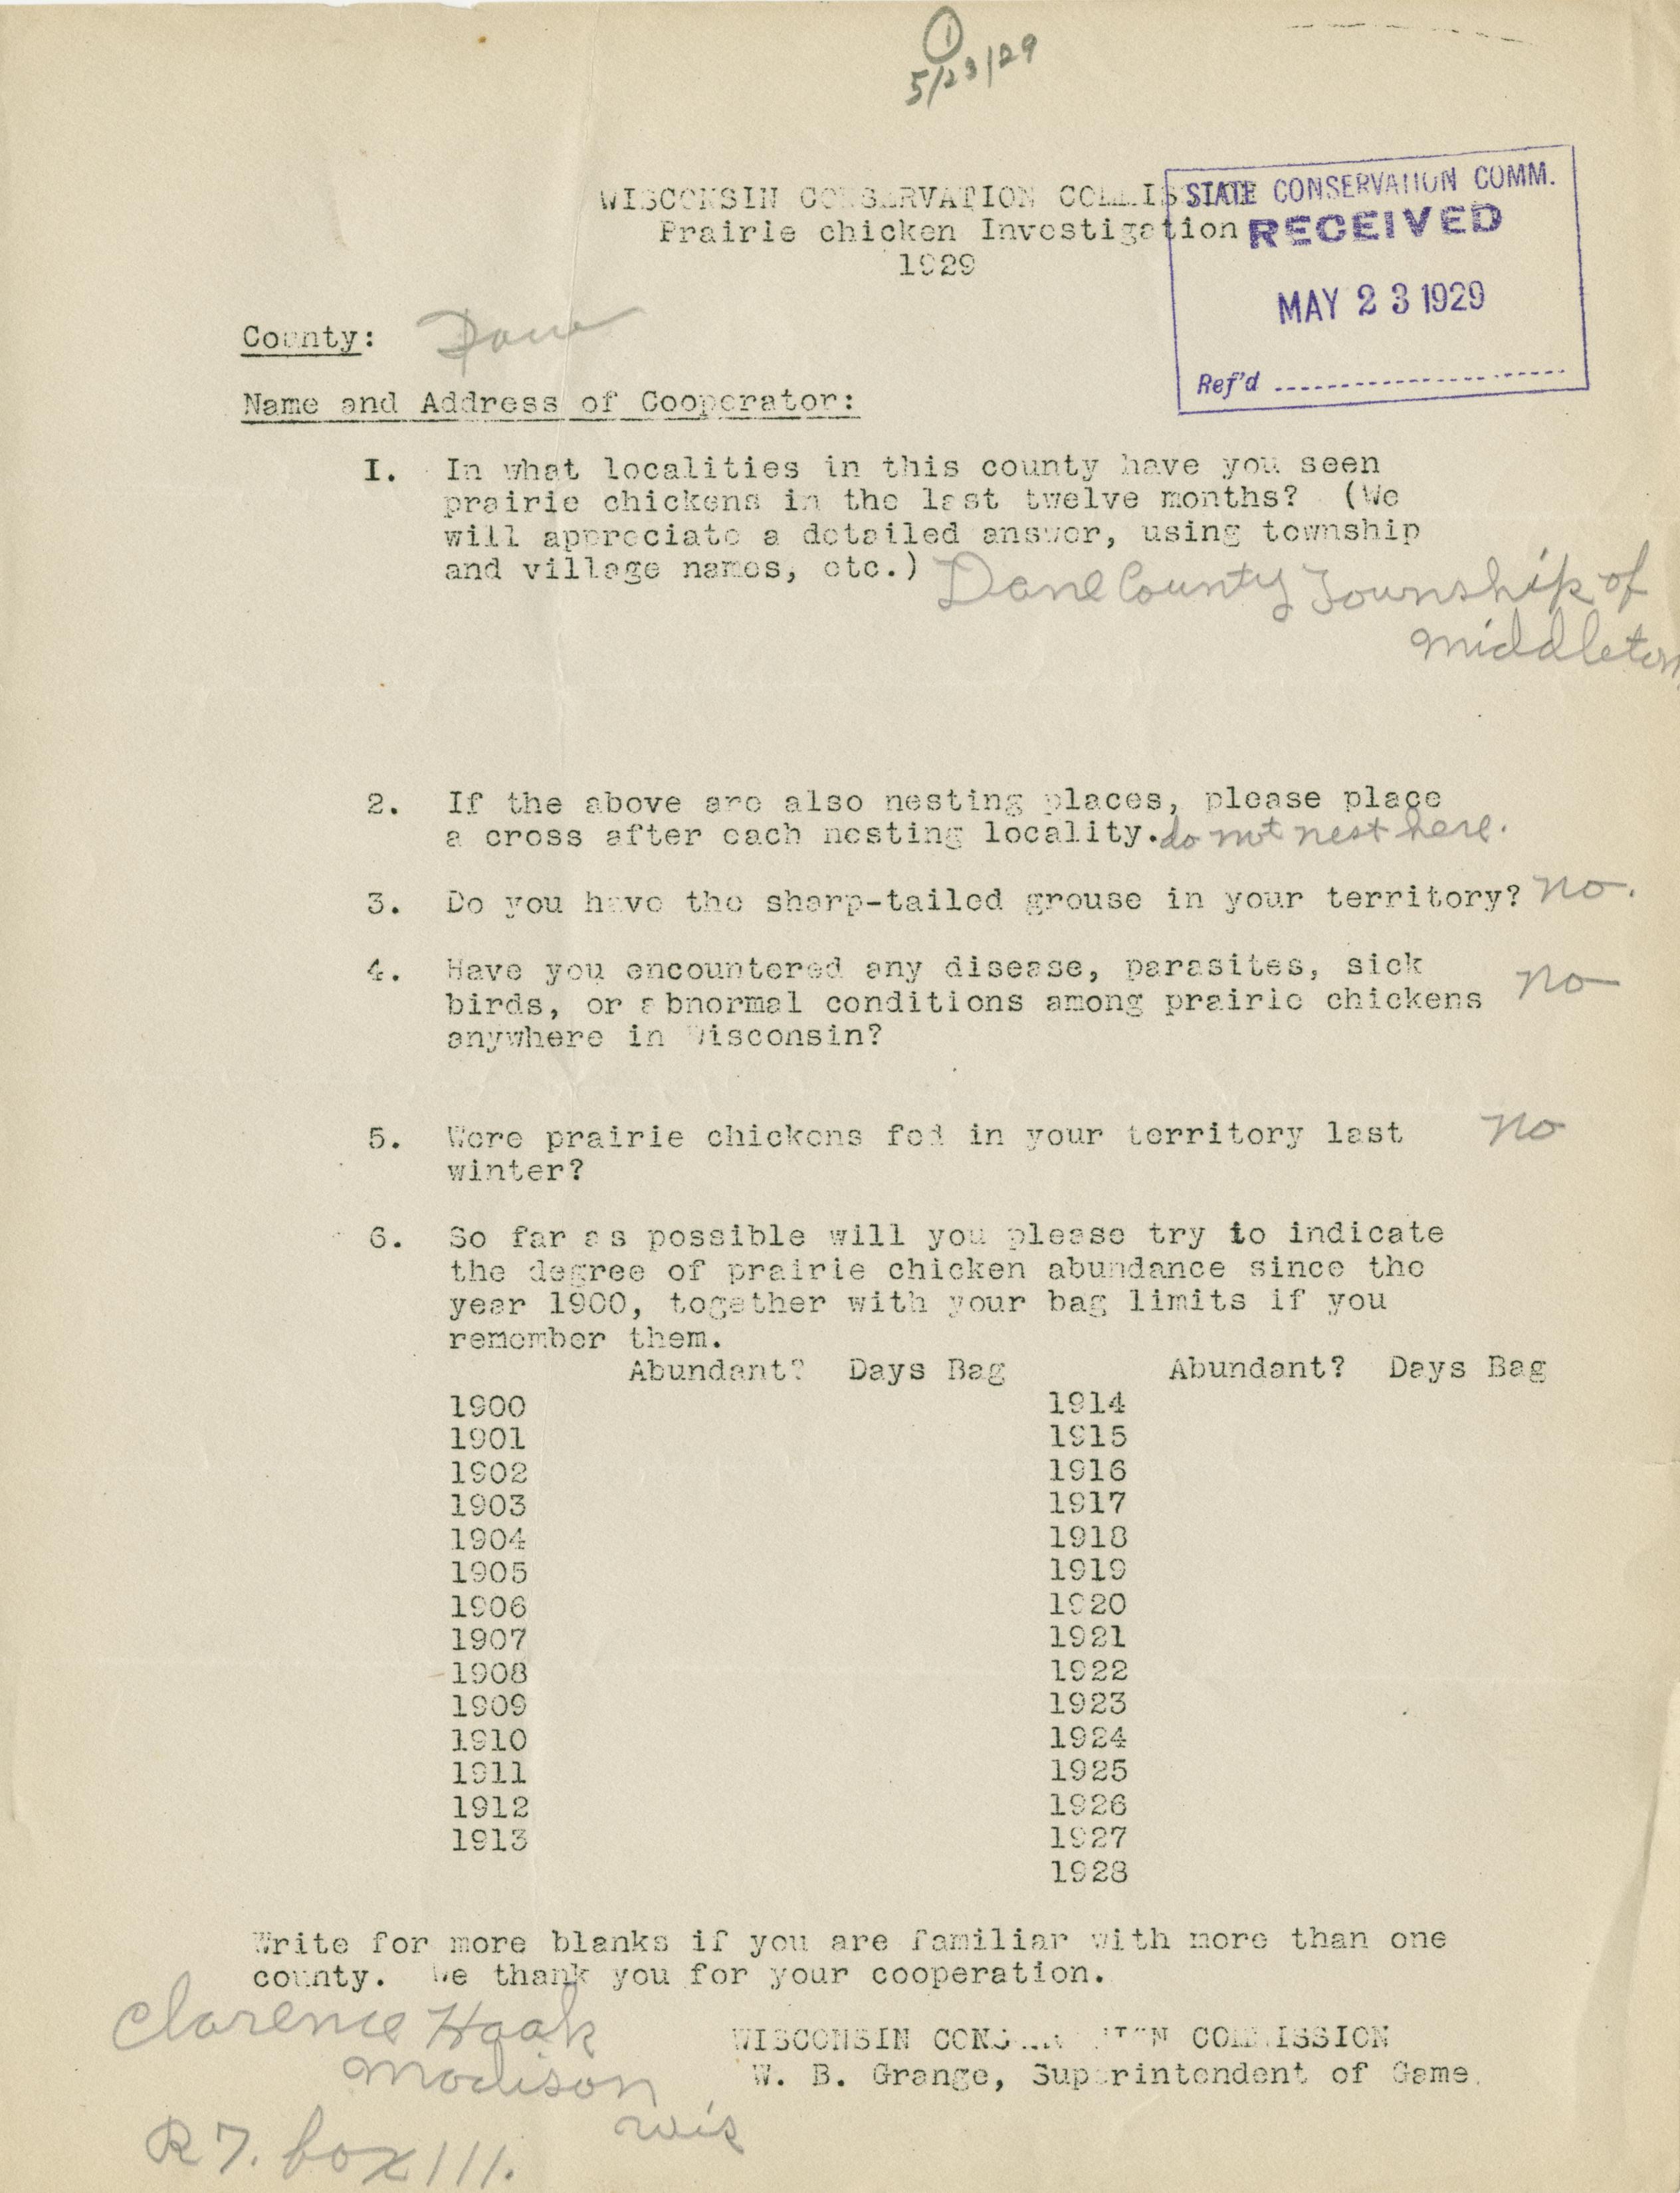 1
5/23/29
WISCONSIN CONSERVATION COMMIS
STATE CONSERVATION COMM.
Prairie chicken Investigation
RECEIVED
1929
MAY 23 1929
Ref'd
County: Dane
Name and Address of Cooperator:
1. In what localities in this county have you seen
prairie chickens in the last twelve months? (We
will appreciate a detailed answer, using township
and village names, etc.) Dane County Township of
Middleton
2. If the above are also nesting places, please place
a cross after each nesting locality. do not nest here.
3. Do you have the sharp-tailed grouse in your territory? no.
4. Have you encountered any disease, parasites, sick
birds, or abnormal conditions among prairie chickens no
anywhere in Wisconsin?
5. Were prairie chickens fed in your territory last no
winter?
6. So far as possible will you please try to indicate
the degree of prairie chicken abundance since the
year 1900, together with your bag limits if you
remember them.
Abundant? Days Bag Abundant? Days Bag
1900 1914
1901 1915
1902 1916
1903 1917
1904 1918
1905 1919
1906 1920
1907 1921
1908 1922
1909 1923
1910 1924
1911 1925
1912 1926
1913 1927
1928
Write for more blanks if you are familiar with more than one
county. We thank you for your cooperation.
Clarence Haak
Madison
Wis
R 7. box 111.
WISCONSIN CONSERVATION COMMISSION
W. B. Grange, Superintendent of Game.